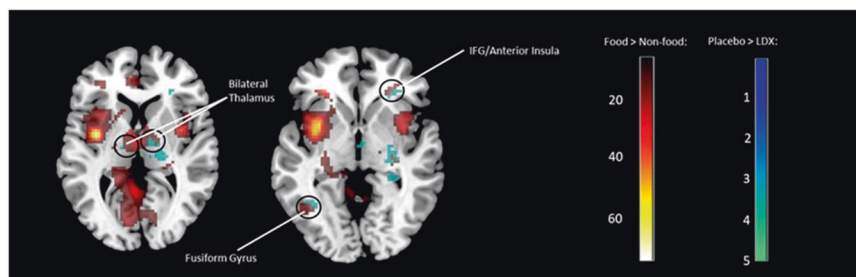 IFG/Anterior Insula
Bilateral
Thalamus
Fusiform Gyrus
Food > Non-food:
20
40
60
Placebo > LDX:
1
2
3
4
5